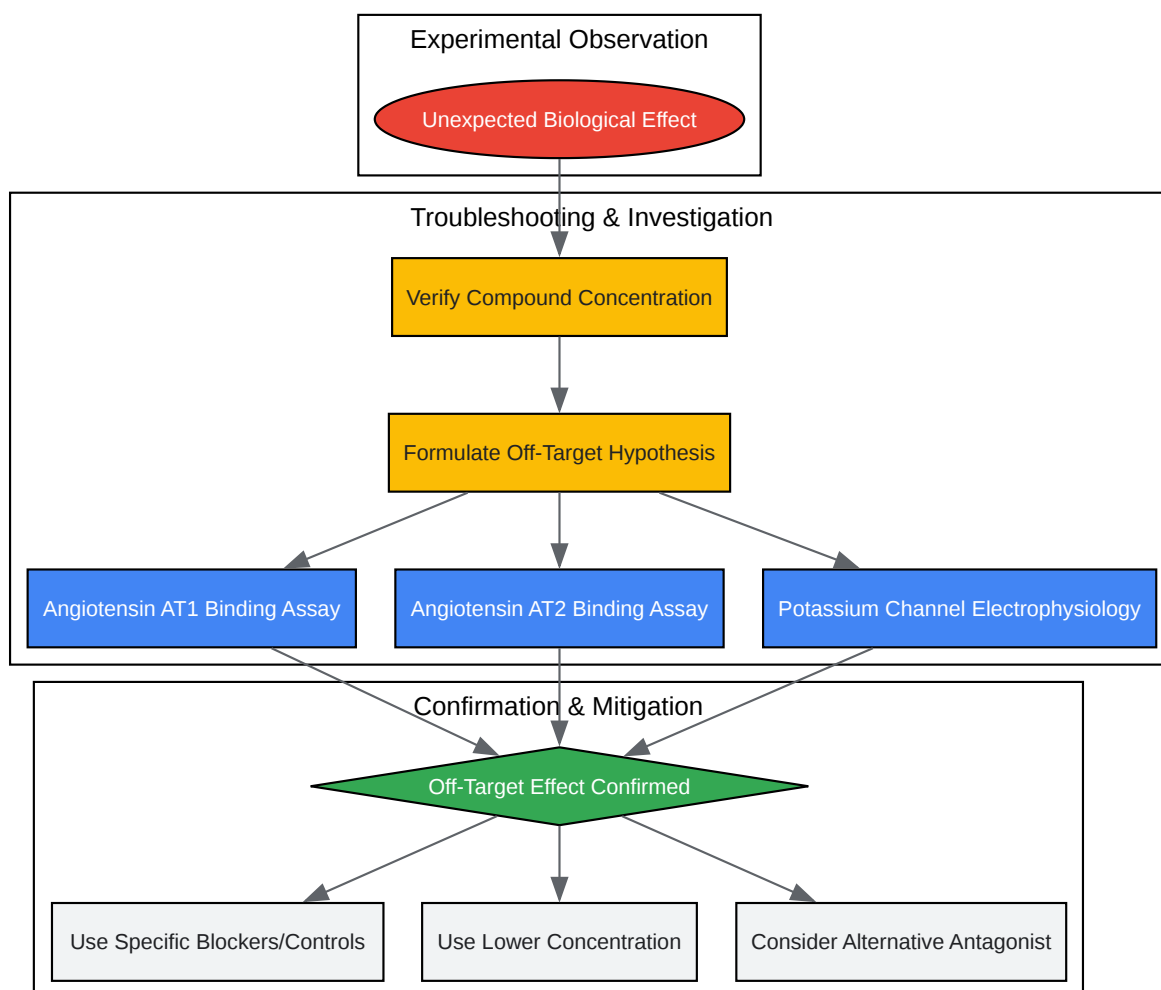 Experimental Observation
Unexpected Biological Effect
Troubleshooting & Investigation
Verify Compound Concentration
Formulate Off-Target Hypothesis
Angiotensin AT1 Binding Assay
Angiotensin AT2 Binding Assay
Potassium Channel Electrophysiology
Confirmation & Mitigation
Off-Target Effect Confirmed
Use Specific Blockers/Controls
Use Lower Concentration
Consider Alternative Antagonist